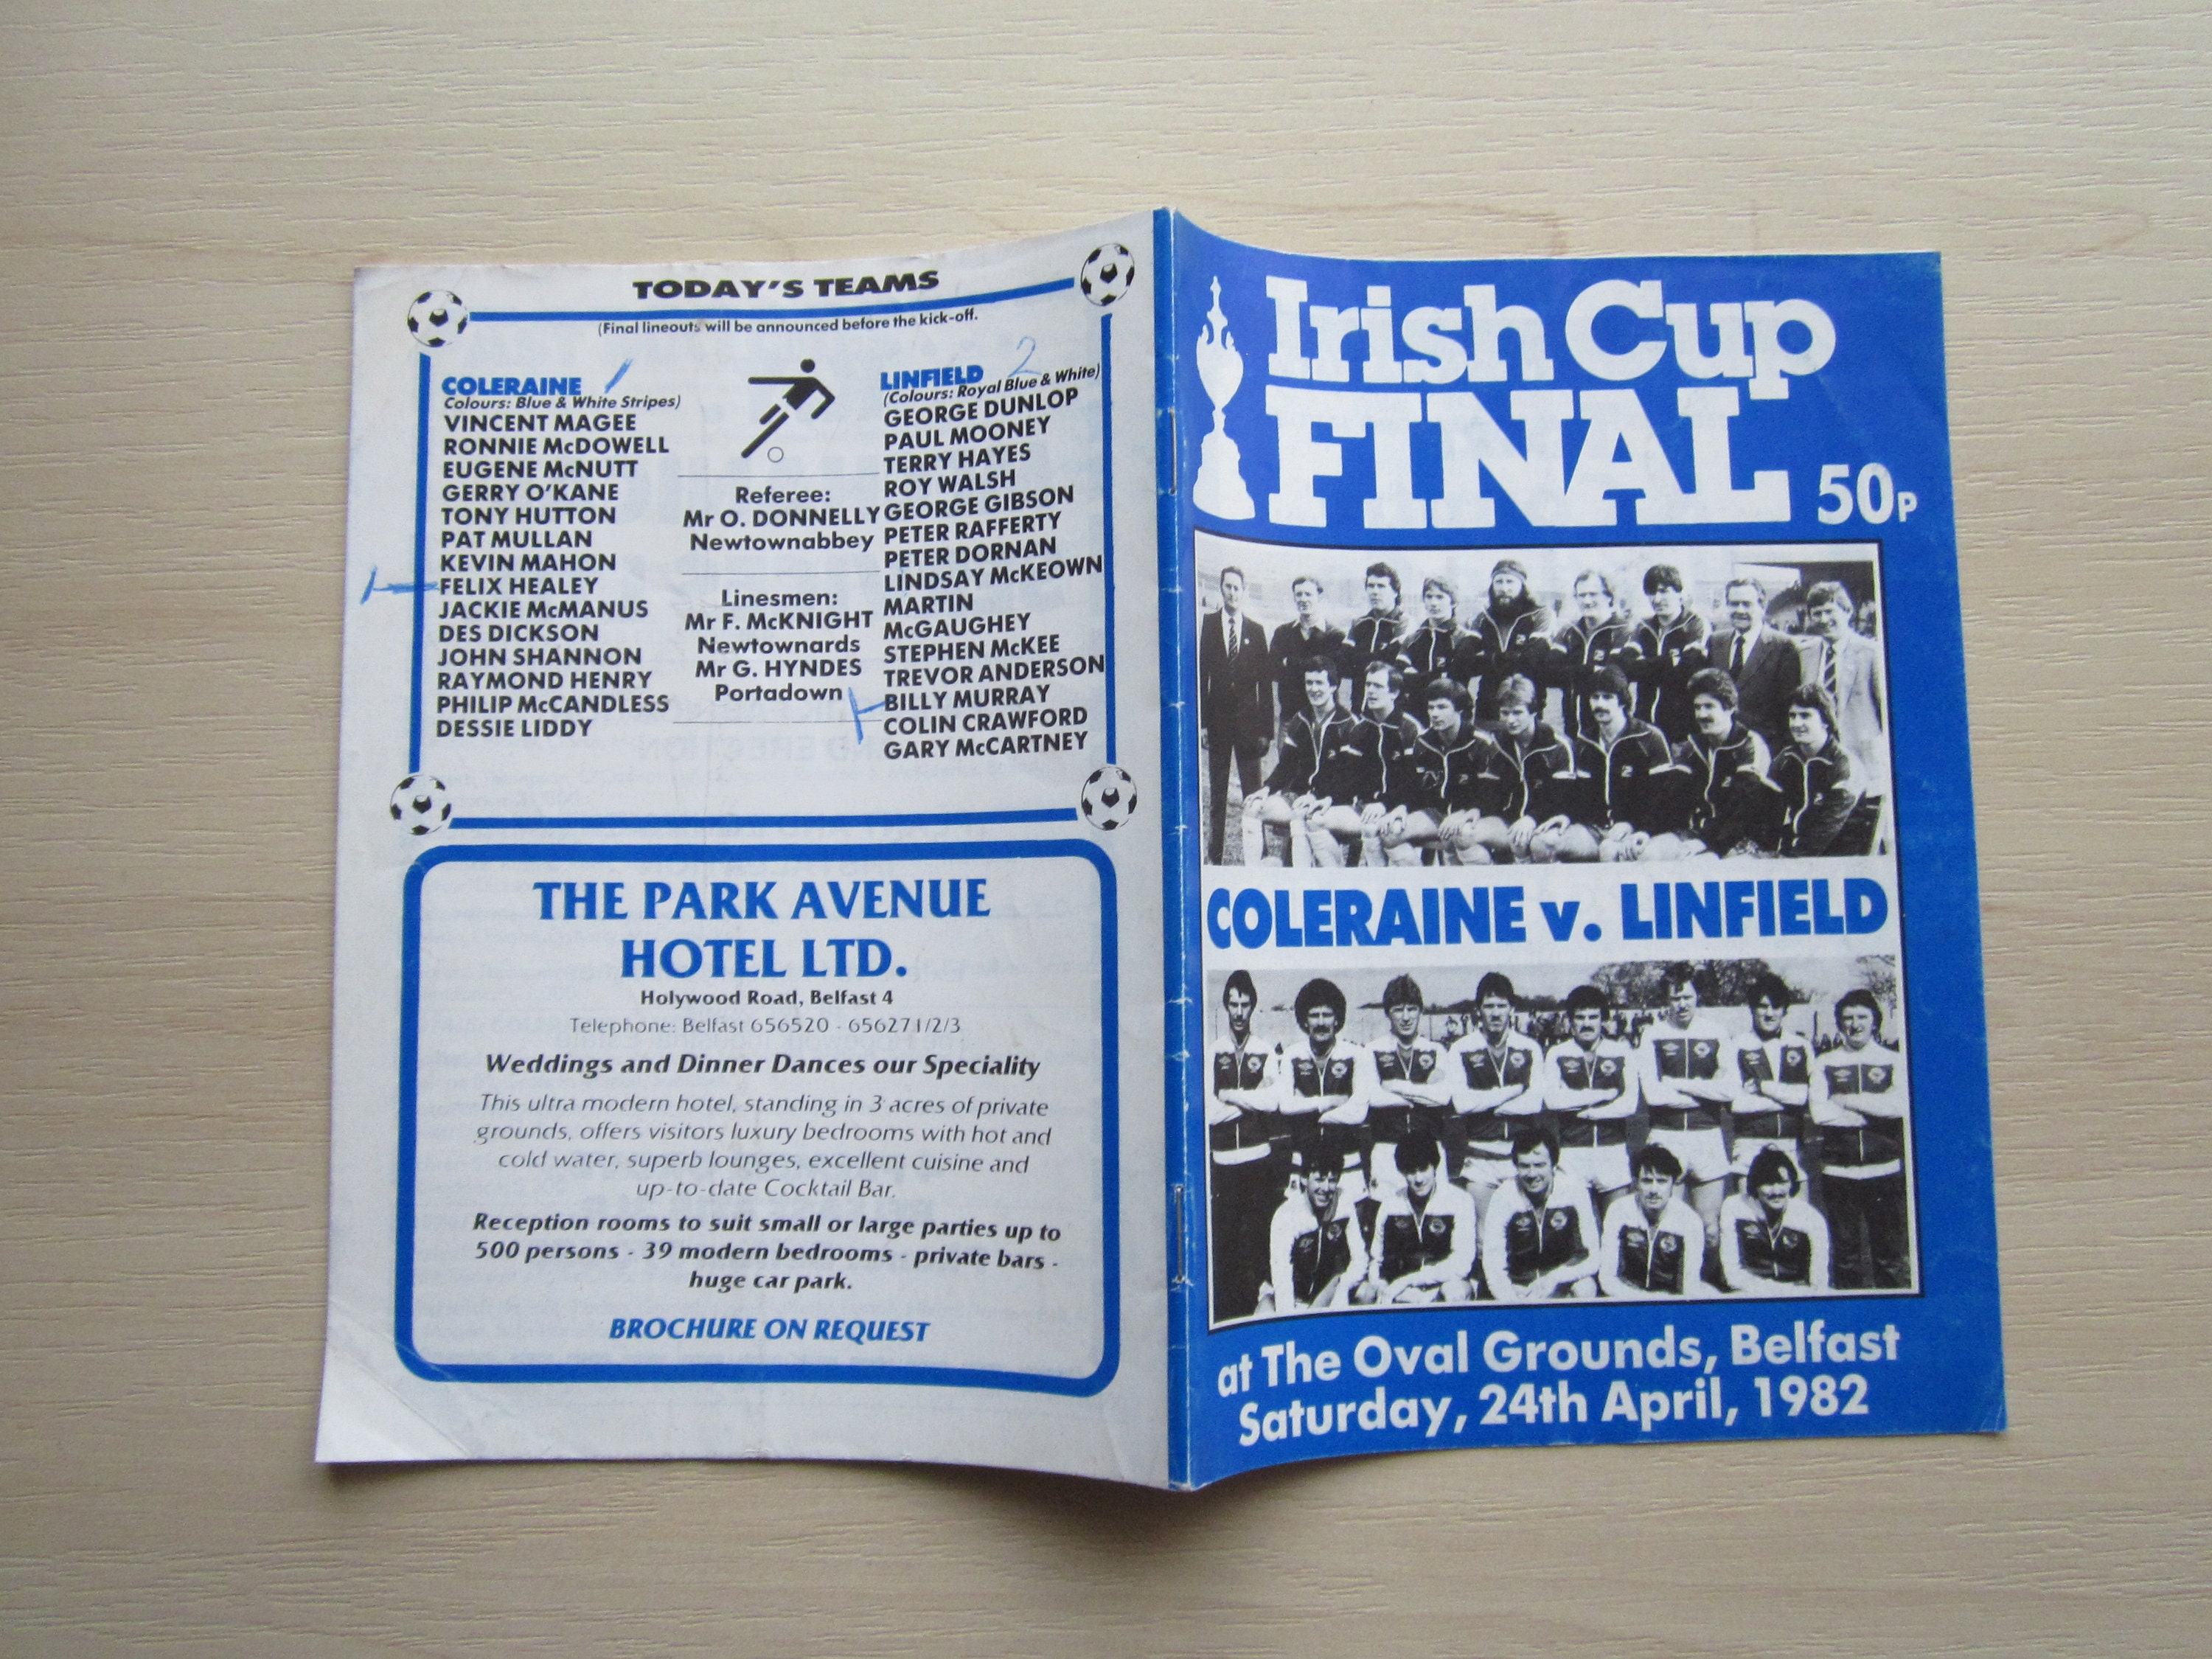 TODAY'S TEAMS
(Final lineouts will be announced before the kick-off.
COLERAINE /
Colours: Blue & White Stripes)
VINCENT MAGEE
RONNIE McDOWELL
EUGENE McNUTT
GERRY O'KANE
TONY HUTTON
PAT MULLAN
KEVIN MAHON
FELIX HEALEY
JACKIE McMANUS
DES DICKSON
JOHN SHANNON
RAYMOND HENRY
PHILIP McCANDLESS
DESSIE LIDDY
Referee:
Mr O. DONNELLY
Newtownabbey
Linesmen:
Mr F. McKNIGHT
Newtownards
Mr G. HYNDES
Portadown
LINFIELD 2
(Colours: Royal Blue & White)
GEORGE DUNLOP
PAUL MOONEY
TERRY HAYES
ROY WALSH
GEORGE GIBSON
PETER RAFFERTY
PETER DORNAN
LINDSAY McKEOWN
MARTIN
McGAUGHEY
STEPHEN McKEE
TREVOR ANDERSON
BILLY MURRAY
COLIN CRAWFORD
GARY McCARTNEY
THE PARK AVENUE
HOTEL LTD.
Holywood Road, Belfast 4
Telephone: Belfast 656520 - 656271/2/3
Weddings and Dinner Dances our Speciality
This ultra modern hotel, standing in 3 acres of private
grounds, offers visitors luxury bedrooms with hot and
cold water, superb lounges, excellent cuisine and
up-to-date Cocktail Bar.
Reception rooms to suit small or large parties up to
500 persons - 39 modern bedrooms - private bars -
huge car park.
BROCHURE ON REQUEST
Irish Cup
FINAL 50P
COLERAINE v. LINFIELD
at The Oval Grounds, Belfast
Saturday, 24th April, 1982